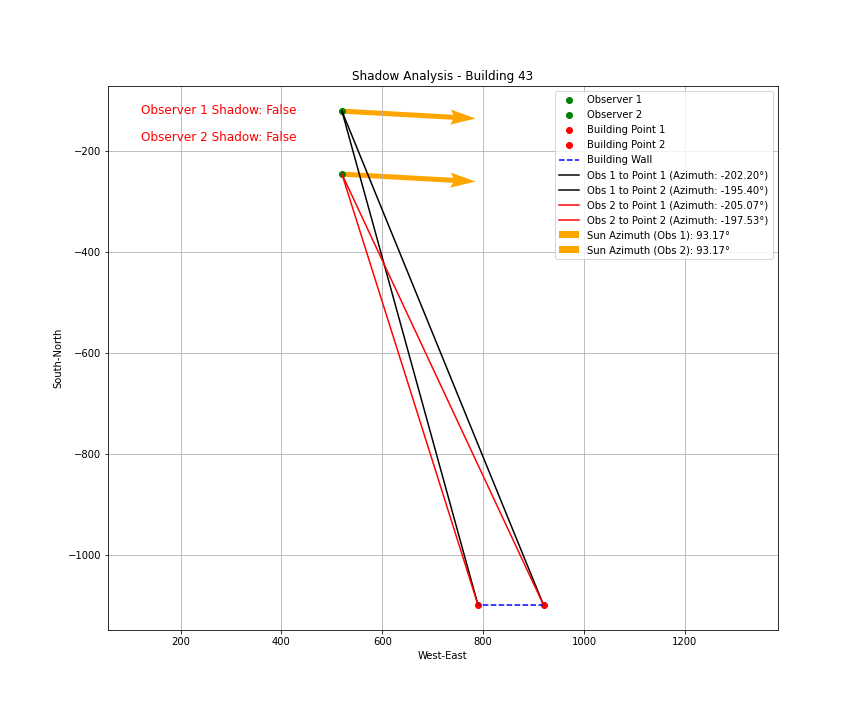 Shadow Analysis - Building 43
Observer 1 Shadow: False
Observer 2 Shadow: False
Observer 1
Observer 2
Building Point 1
Building Point 2
Building Wall
Obs 1 to Point 1 (Azimuth: -202.20°)
Obs 1 to Point 2 (Azimuth: -195.40°)
Obs 2 to Point 1 (Azimuth: -205.07°)
Obs 2 to Point 2 (Azimuth: -197.53°)
Sun Azimuth (Obs 1): 93.17°
Sun Azimuth (Obs 2): 93.17°
South-North
−200
−400
−600
−800
−1000
200 400 600 800 1000 1200
West-East